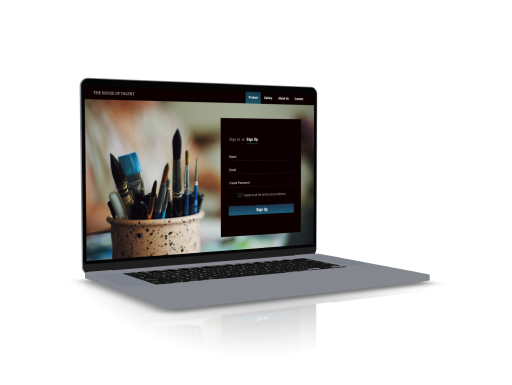 THE HOUSE OF TALENT
Product Gallery About Us Contact
Sign In or Sign Up
Name
Email
Create Password
I agree to all the terms and conditions
Sign Up